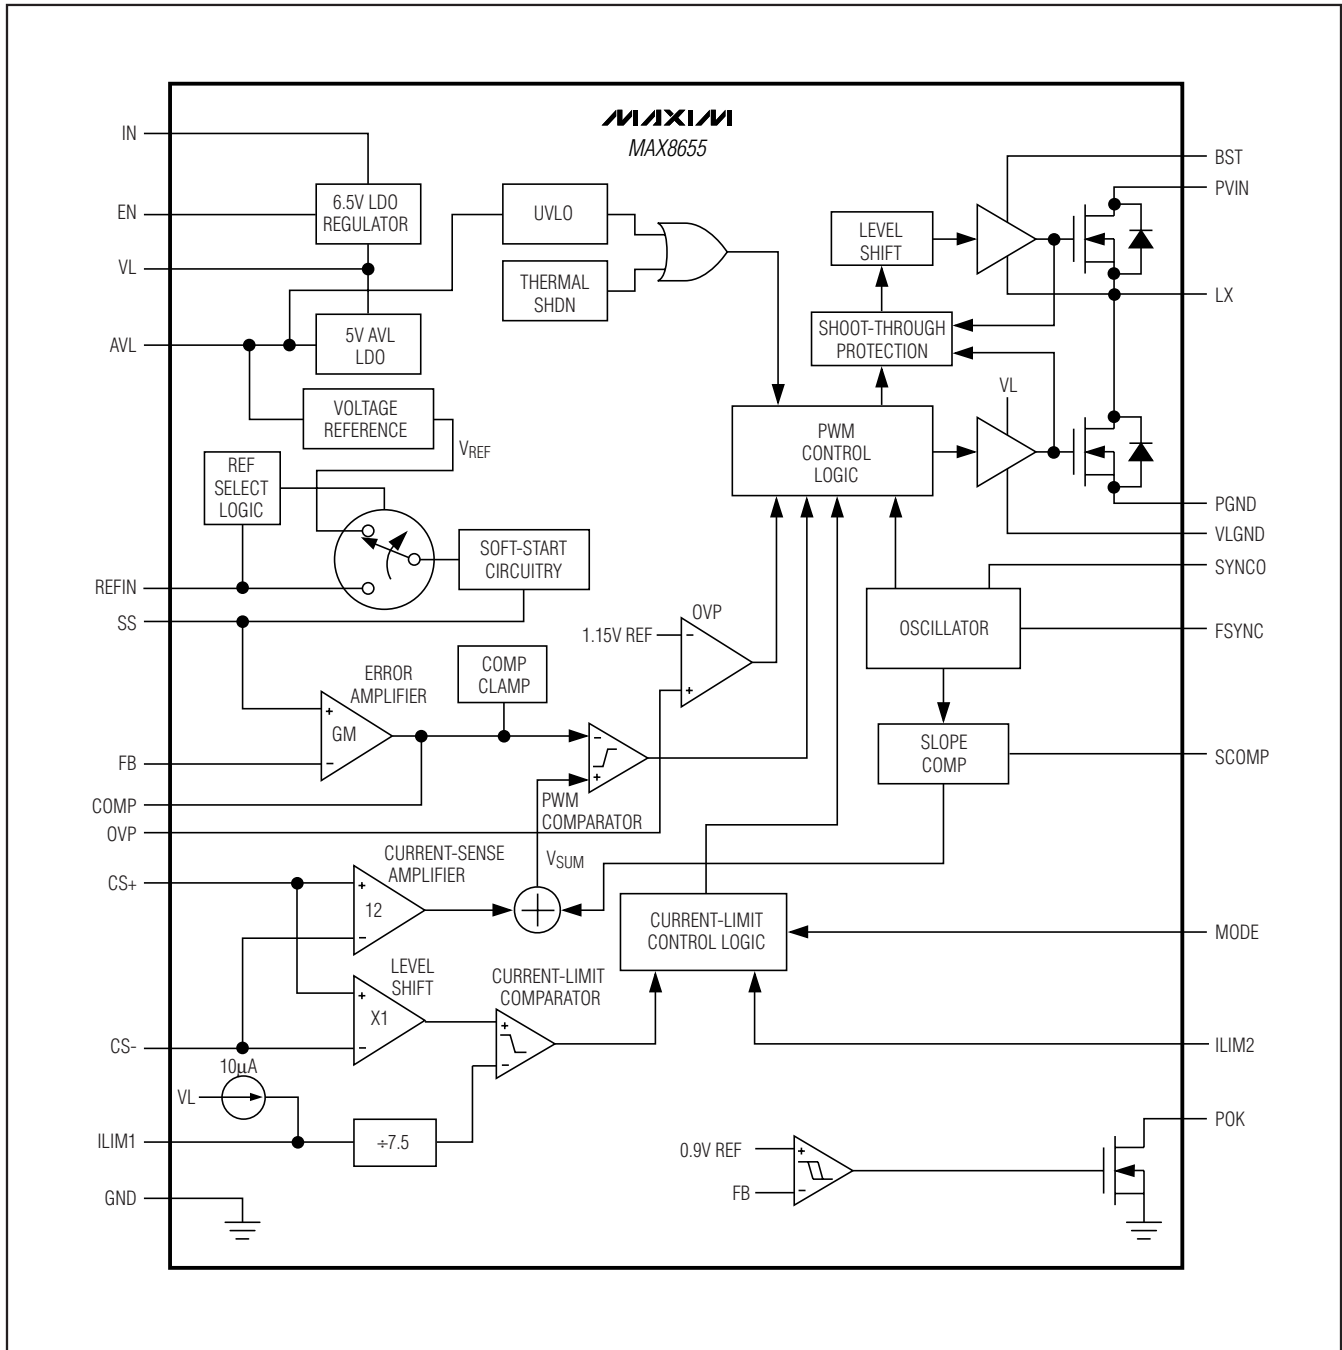 MAXIM
MAX8655
IN
EN
VL
AVL
REFIN
SS
FB
COMP
OVP
CS+
CS-
ILIM1
GND
6.5V LDO
REGULATOR
5V AVL
LDO
VOLTAGE
REFERENCE
VREF
REF
SELECT
LOGIC
SOFT-START
CIRCUITRY
UVLO
THERMAL
SHDN
LEVEL
SHIFT
SHOOT-THROUGH
PROTECTION
PWM
CONTROL
LOGIC
VL
OSCILLATOR
SLOPE
COMP
1.15V REF
OVP
-
+
ERROR
AMPLIFIER
+
GM
-
COMP
CLAMP
-
+
PWM
COMPARATOR
VSUM
CURRENT-SENSE
AMPLIFIER
+
12
-
LEVEL
SHIFT
+
X1
-
CURRENT-LIMIT
COMPARATOR
+
-
CURRENT-LIMIT
CONTROL LOGIC
10µA
VL
÷7.5
0.9V REF
+
FB
-
BST
PVIN
LX
PGND
VLGND
SYNCO
FSYNC
SCOMP
MODE
ILIM2
POK